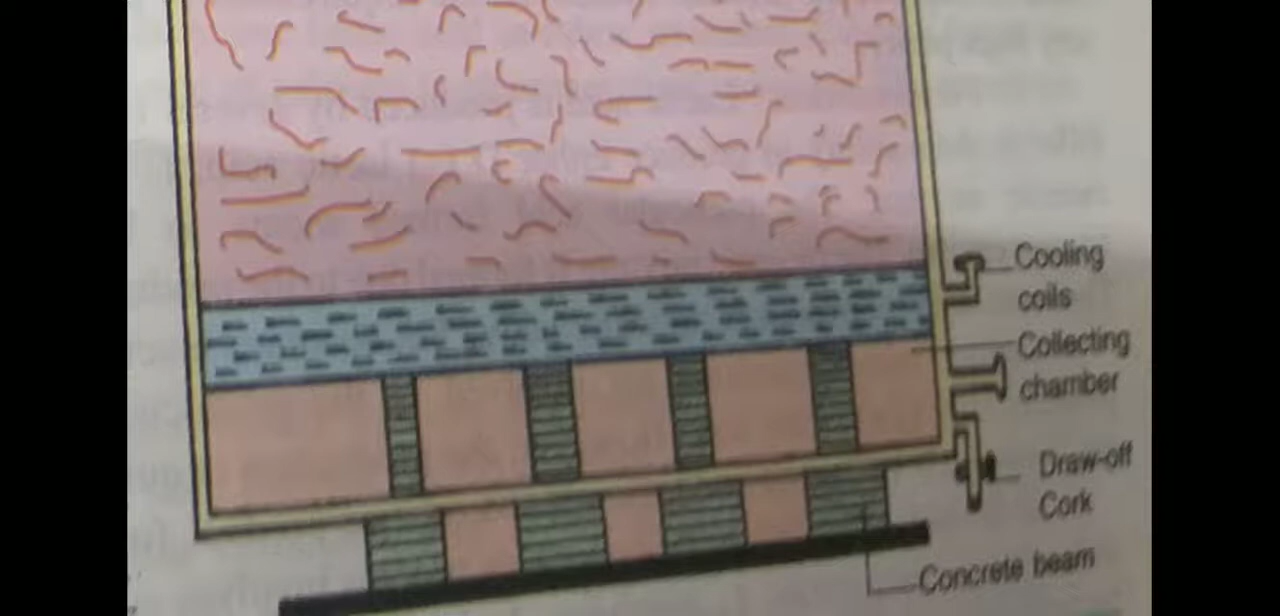 Cooling
coils
Collecting
chamber
Draw-off
Cork
Concrete beam